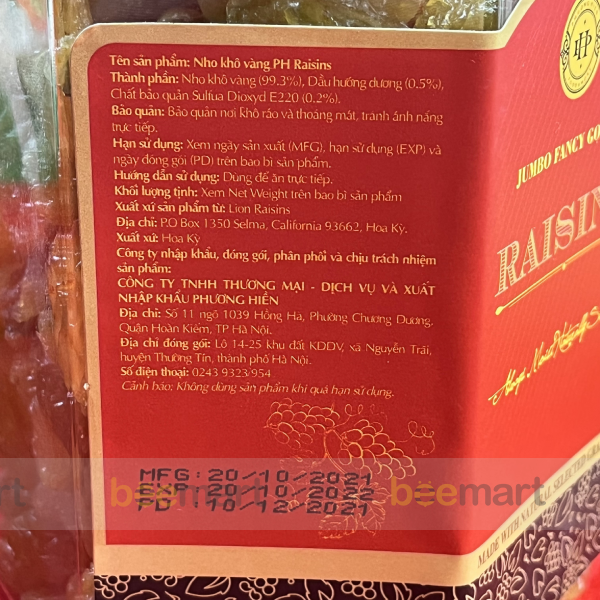 Tên sản phẩm: Nho khô vàng PH Raisins
Thành phần: Nho khô vàng (99.3%), Dầu hướng dương (0.5%),
Chất bảo quản Sulfua Dioxyd E220 (0.2%).
Bảo quản: Bảo quản nơi khô ráo và thoáng mát, tránh ánh nắng
trực tiếp.
Hạn sử dụng: Xem ngày sản xuất (MFG), hạn sử dụng (EXP) và
ngày đóng gói (PD) trên bao bì sản phẩm.
Hướng dẫn sử dụng: Dùng để ăn trực tiếp.
Khối lượng tịnh: Xem Net Weight trên bao bì sản phẩm
Xuất xứ sản phẩm từ: Lion Raisins
Địa chỉ: P.O Box 1350 Selma, California 93662, Hoa Kỳ.
Xuất xứ: Hoa Kỳ
Công ty nhập khẩu, đóng gói, phân phối và chịu trách nhiệm
sản phẩm:
CÔNG TY TNHH THƯƠNG MẠI - DỊCH VỤ VÀ XUẤT
NHẬP KHẨU PHƯƠNG HIỀN
Địa chỉ: Số 11 ngõ 1039 Hồng Hà, Phường Chương Dương,
Quận Hoàn Kiếm, TP Hà Nội.
Địa chỉ đóng gói: Lô 14-25 khu đất KDDV, xã Nguyễn Trãi,
huyện Thường Tín, thành phố Hà Nội.
Số điện thoại: 0243 9323/954
Cảnh báo: Không dùng sản phẩm khi quá hạn sử dụng.
MFG:20/10/2021
EXP:20/10/2022
PD :10/12/2021
beemart
beemart
JUMBO FANCY GO
RAISIN
MADE WITH NATURAL SELECTED GRA